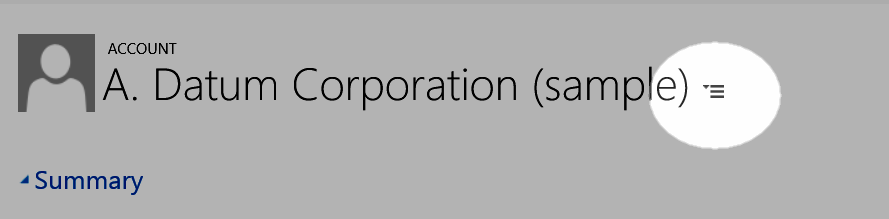 ACCOUNT
A. Datum Corporation (sample)
Summary